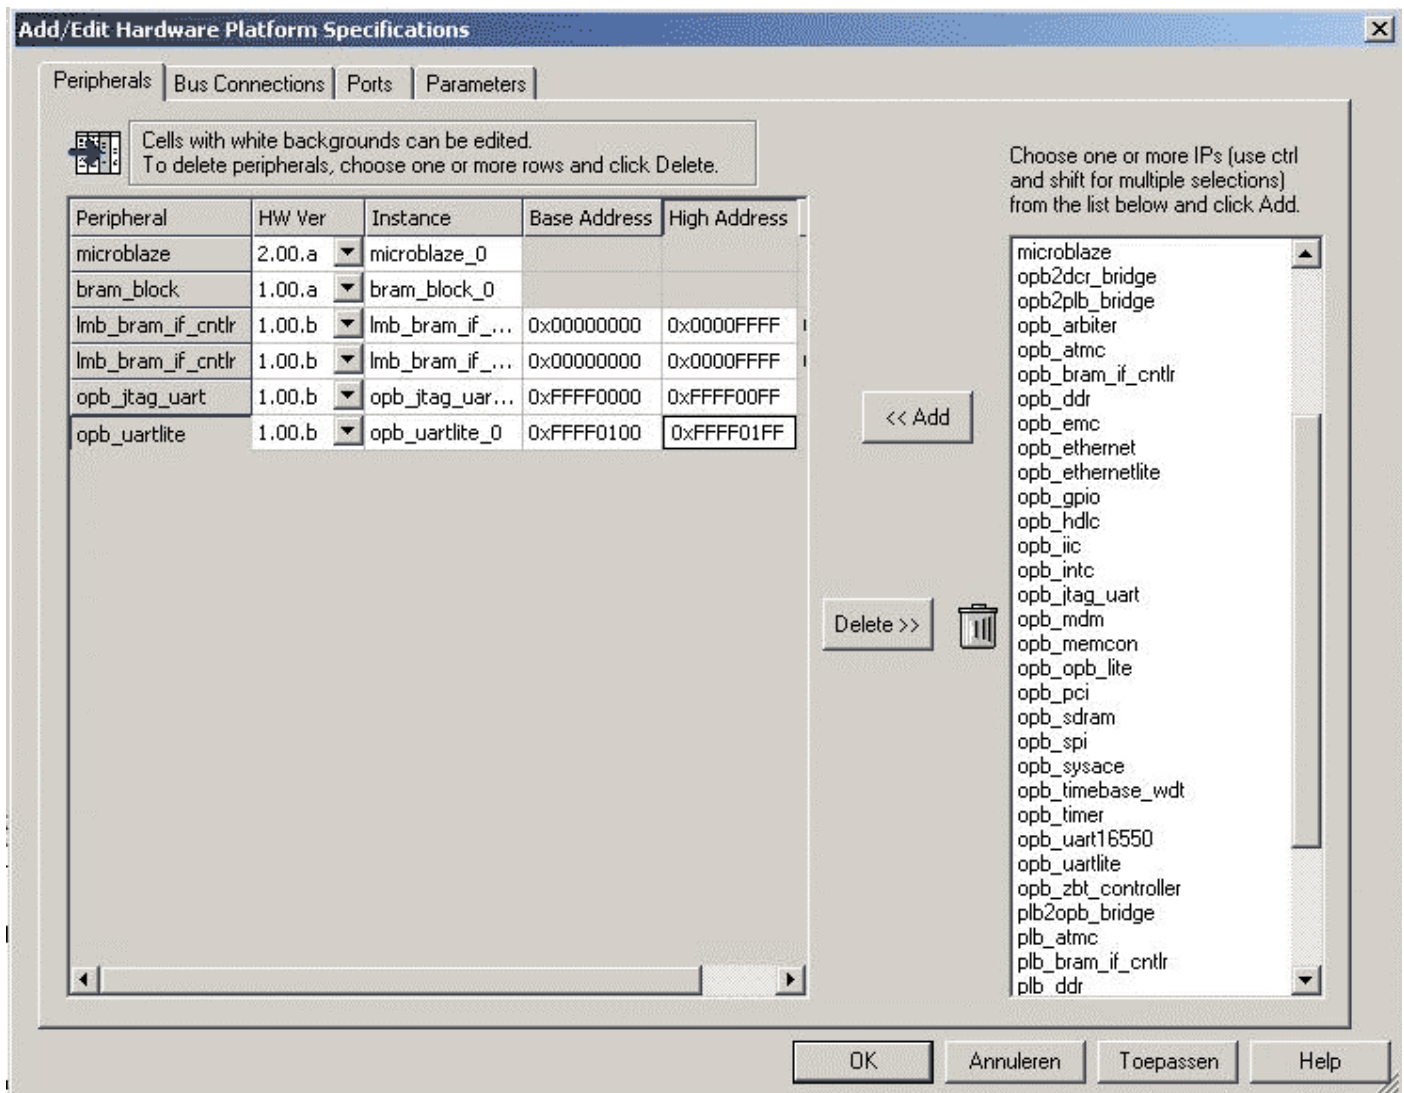 Add/Edit Hardware Platform Specifications
Peripherals Bus Connections Ports Parameters
Cells with white backgrounds can be edited.
To delete peripherals, choose one or more rows and click Delete.
Peripheral HW Ver Instance Base Address High Address
microblaze 2.00.a microblaze_0
bram_block 1.00.a bram_block_0
lmb_bram_if_cntlr 1.00.b lmb_bram_if_... 0x00000000 0x0000FFFF
lmb_bram_if_cntlr 1.00.b lmb_bram_if_... 0x00000000 0x0000FFFF
opb_jtag_uart 1.00.b opb_jtag_uar... 0xFFFF0000 0xFFFF00FF
opb_uartlite 1.00.b opb_uartlite_0 0xFFFF0100 0xFFFF01FF
<< Add
Delete >>
Choose one or more IPs (use ctrl
and shift for multiple selections)
from the list below and click Add.
microblaze
opb2dcr_bridge
opb2plb_bridge
opb_arbiter
opb_atmc
opb_bram_if_cntlr
opb_ddr
opb_emc
opb_ethernet
opb_ethernetlite
opb_gpio
opb_hdlc
opb_iic
opb_intc
opb_jtag_uart
opb_mdm
opb_memcon
opb_opb_lite
opb_pci
opb_sdram
opb_spi
opb_sysace
opb_timebase_wdt
opb_timer
opb_uart16550
opb_uartlite
opb_zbt_controller
plb2opb_bridge
plb_atmc
plb_bram_if_cntlr
plb_ddr
OK Annuleren Toepassen Help